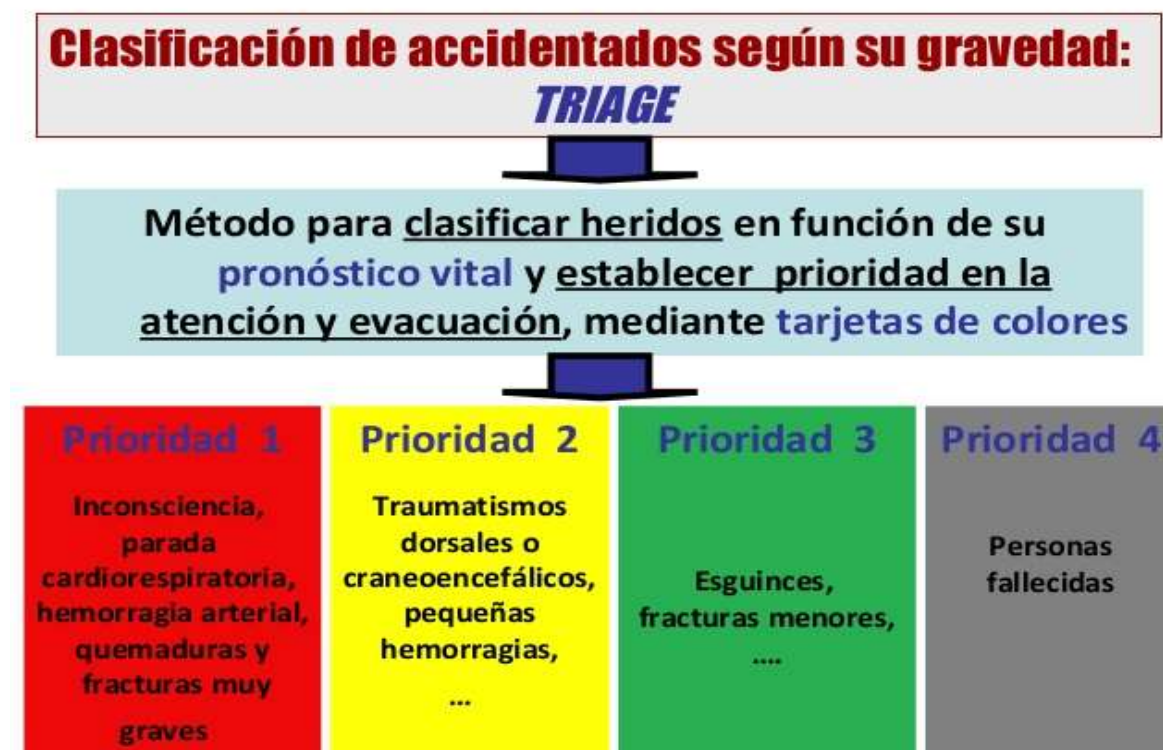 Clasificación de accidentados según su gravedad:
TRIAGE
Método para clasificar heridos en función de su
pronóstico vital y establecer prioridad en la
atención y evacuación, mediante tarjetas de colores
Prioridad 1
Inconsciencia,
parada
cardiorespiratoria,
hemorragia arterial,
quemaduras y
fracturas muy
graves
Prioridad 2
Traumatismos
dorsales o
craneoencefálicos,
pequeñas
hemorragias,
...
Prioridad 3
Esguinces,
fracturas menores,
....
Prioridad 4
Personas
fallecidas